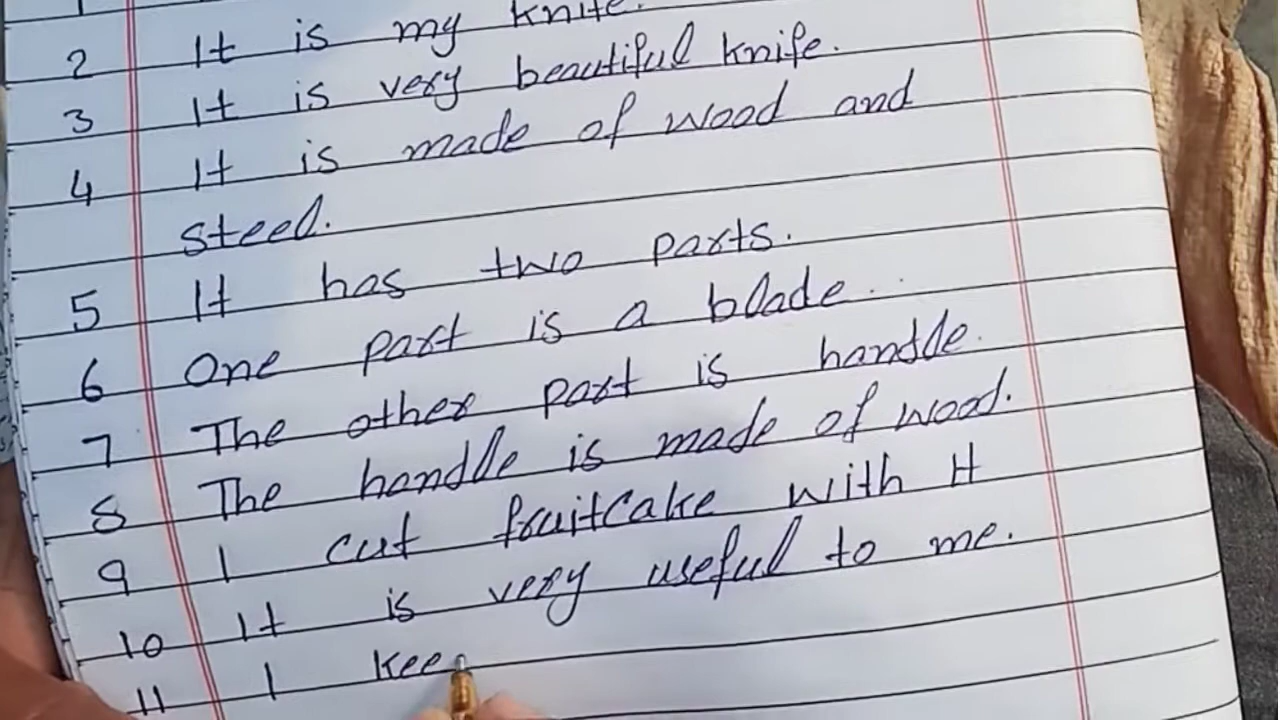 2 It is my knife.
3 It is very beautiful knife.
4 It is made of wood and
steel.
5 It has two parts.
6 One part is a blade.
7 The other part is handle.
8 The handle is made of wood.
9 I cut fruitcake with it
10 It is very useful to me.
11 I kee